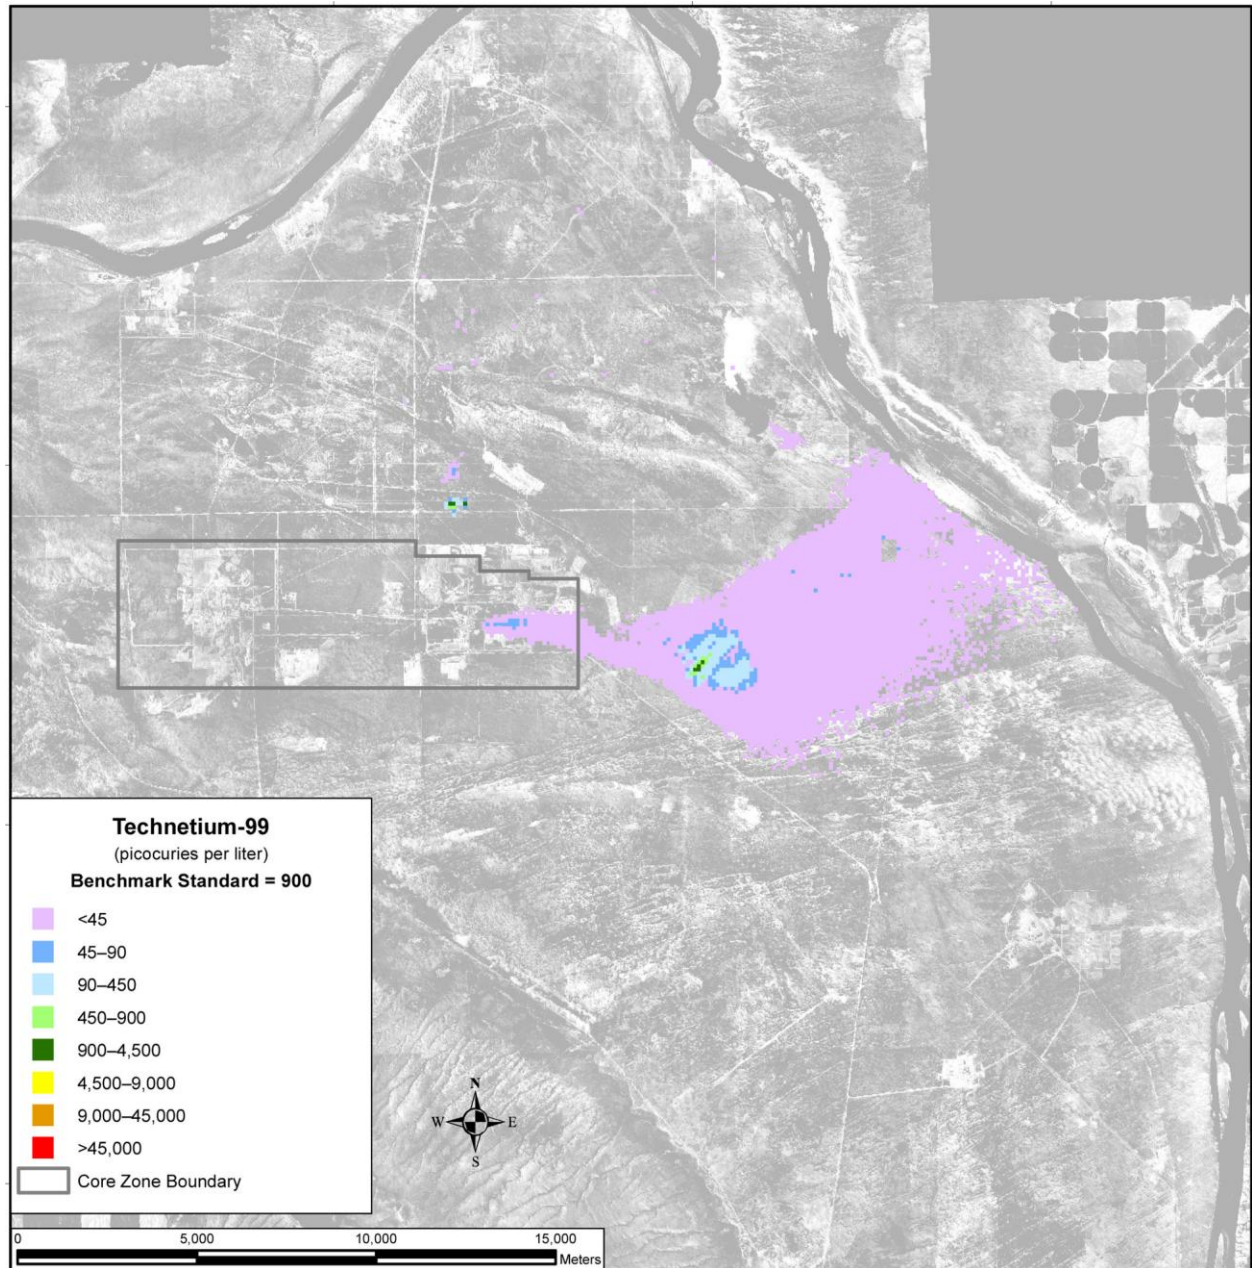 Technetium-99
(picocuries per liter)
Benchmark Standard = 900
<45
45–90
90–450
450–900
900–4,500
4,500–9,000
9,000–45,000
>45,000
Core Zone Boundary
N
W E
S
0 5,000 10,000 15,000
Meters